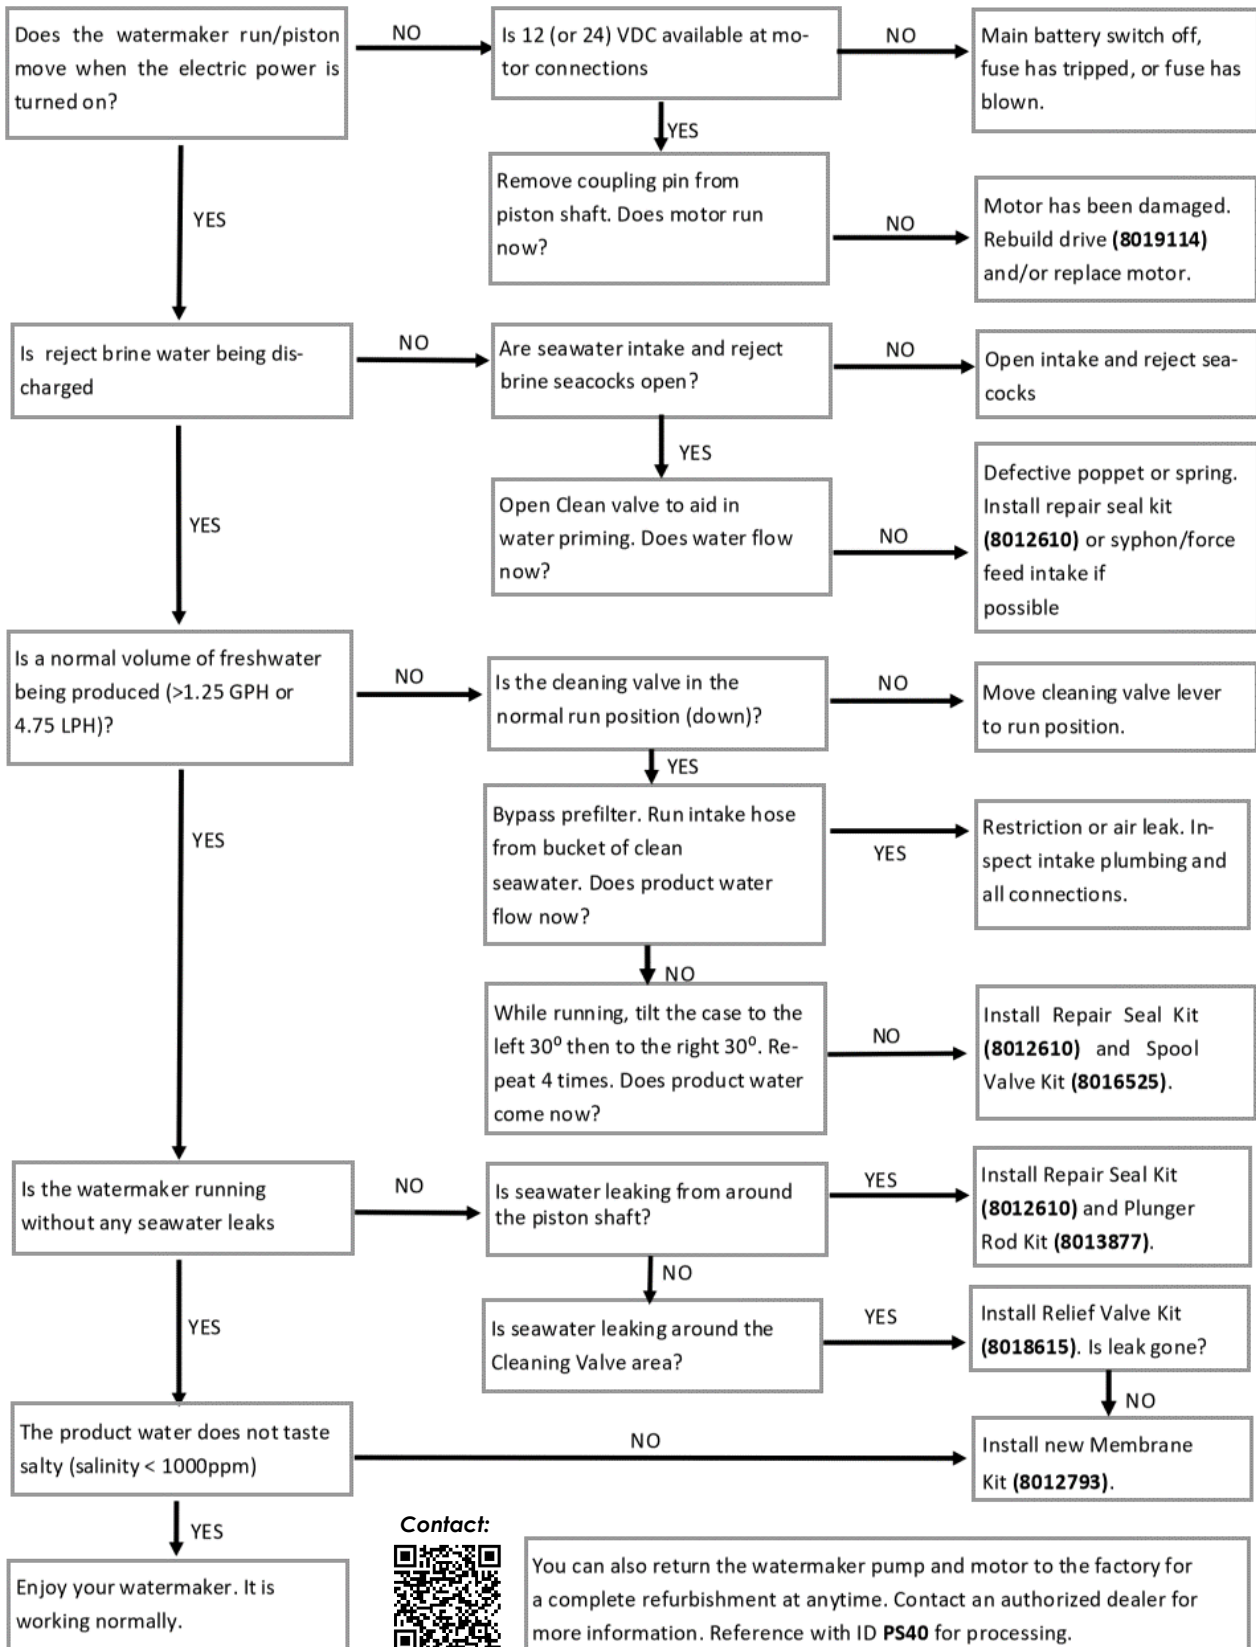 Does the watermaker run/piston
move when the electric power is
turned on?
NO
Is 12 (or 24) VDC available at mo-
tor connections
NO
Main battery switch off,
fuse has tripped, or fuse has
blown.
YES
YES
Remove coupling pin from
piston shaft. Does motor run
now?
NO
Motor has been damaged.
Rebuild drive (8019114)
and/or replace motor.
Is reject brine water being dis-
charged
NO
Are seawater intake and reject
brine seacocks open?
NO
Open intake and reject sea-
cocks
YES
YES
Open Clean valve to aid in
water priming. Does water flow
now?
NO
Defective poppet or spring.
Install repair seal kit
(8012610) or syphon/force
feed intake if
possible
Is a normal volume of freshwater
being produced (>1.25 GPH or
4.75 LPH)?
NO
Is the cleaning valve in the
normal run position (down)?
NO
Move cleaning valve lever
to run position.
YES
YES
Bypass prefilter. Run intake hose
from bucket of clean
seawater. Does product water
flow now?
YES
Restriction or air leak. In-
spect intake plumbing and
all connections.
NO
While running, tilt the case to the
left 30⁰ then to the right 30⁰. Re-
peat 4 times. Does product water
come now?
NO
Install Repair Seal Kit
(8012610) and Spool
Valve Kit (8016525).
Is the watermaker running
without any seawater leaks
NO
Is seawater leaking from around
the piston shaft?
YES
Install Repair Seal Kit
(8012610) and Plunger
Rod Kit (8013877).
YES
NO
Is seawater leaking around the
Cleaning Valve area?
YES
Install Relief Valve Kit
(8018615). Is leak gone?
NO
The product water does not taste
salty (salinity < 1000ppm)
NO
Install new Membrane
Kit (8012793).
YES
Enjoy your watermaker. It is
working normally.
Contact:
You can also return the watermaker pump and motor to the factory for
a complete refurbishment at anytime. Contact an authorized dealer for
more information. Reference with ID PS40 for processing.